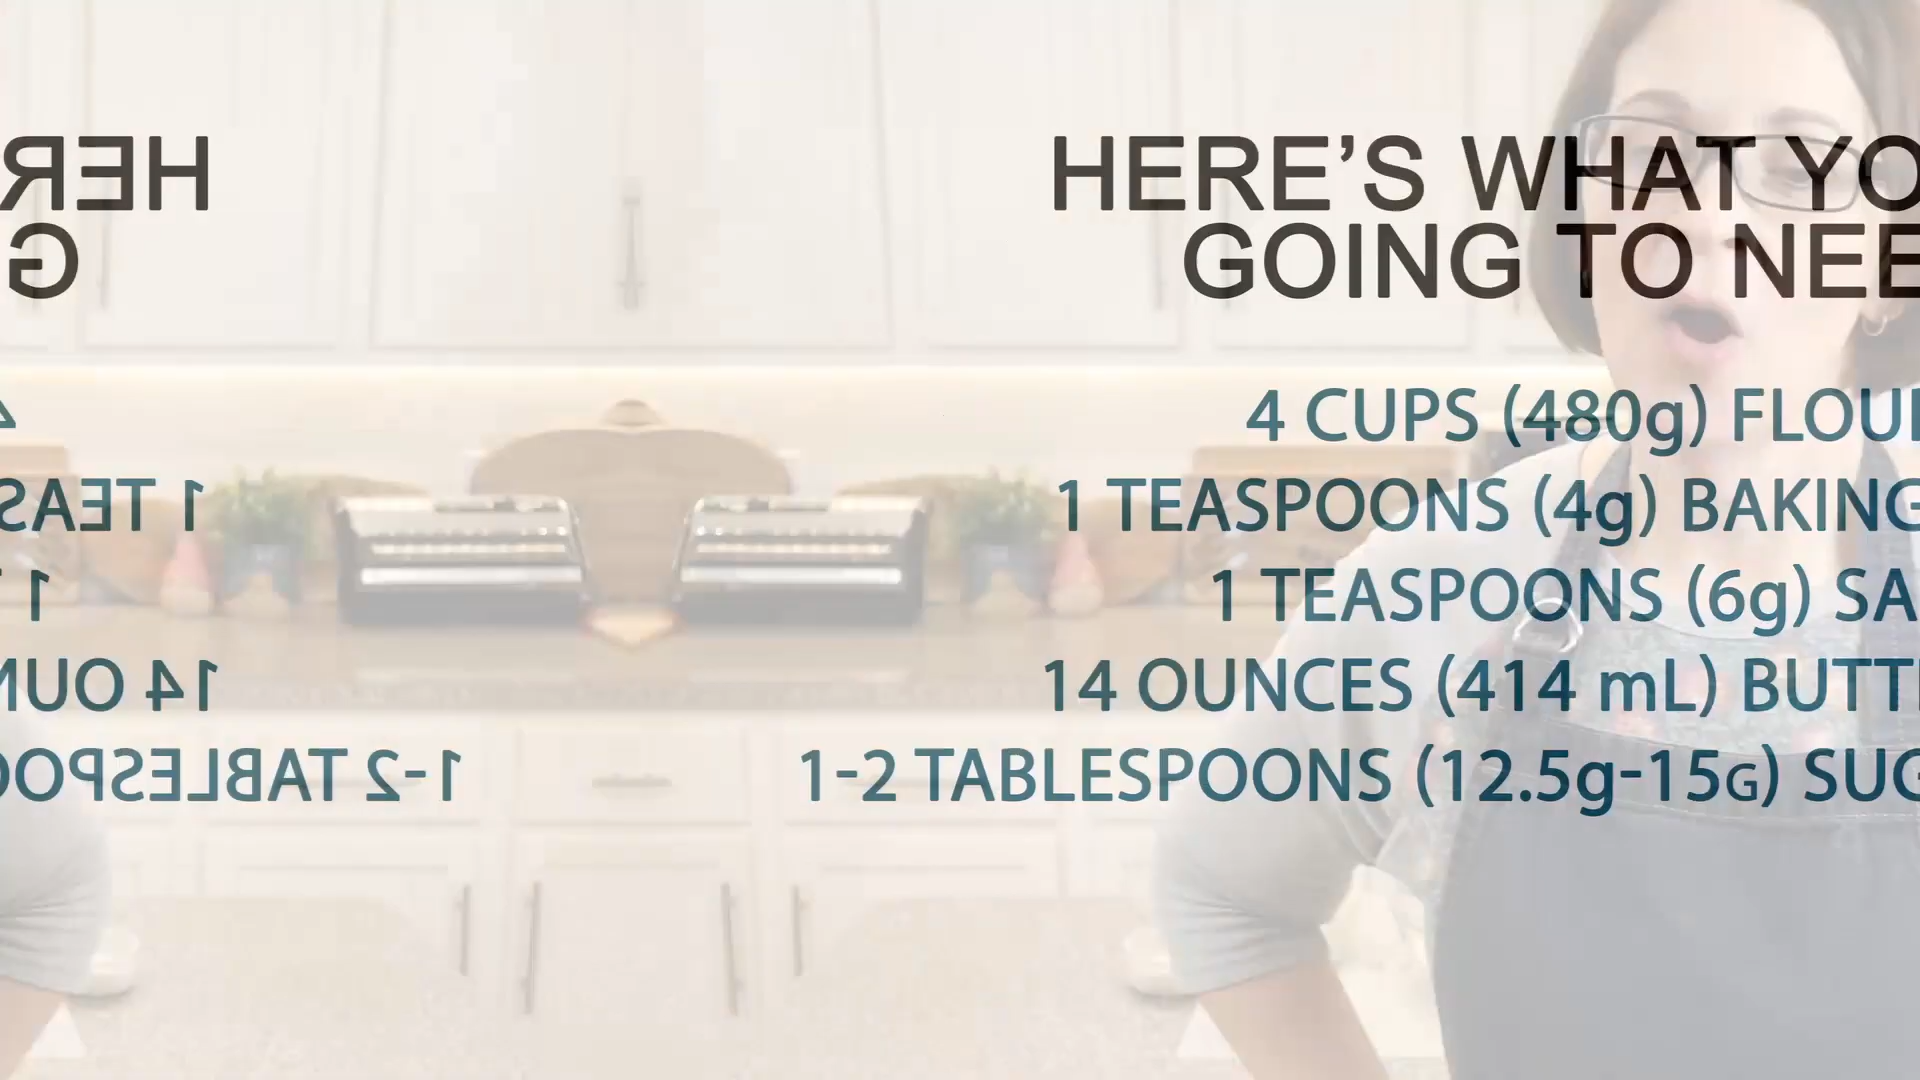 HERE'S WHAT YO
GOING TO NEE
4 CUPS (480g) FLOU
1 TEASPOONS (4g) BAKING
1 TEASPOONS (6g) SA
14 OUNCES (414 mL) BUTT
1-2 TABLESPOONS (12.5g-15G) SUG